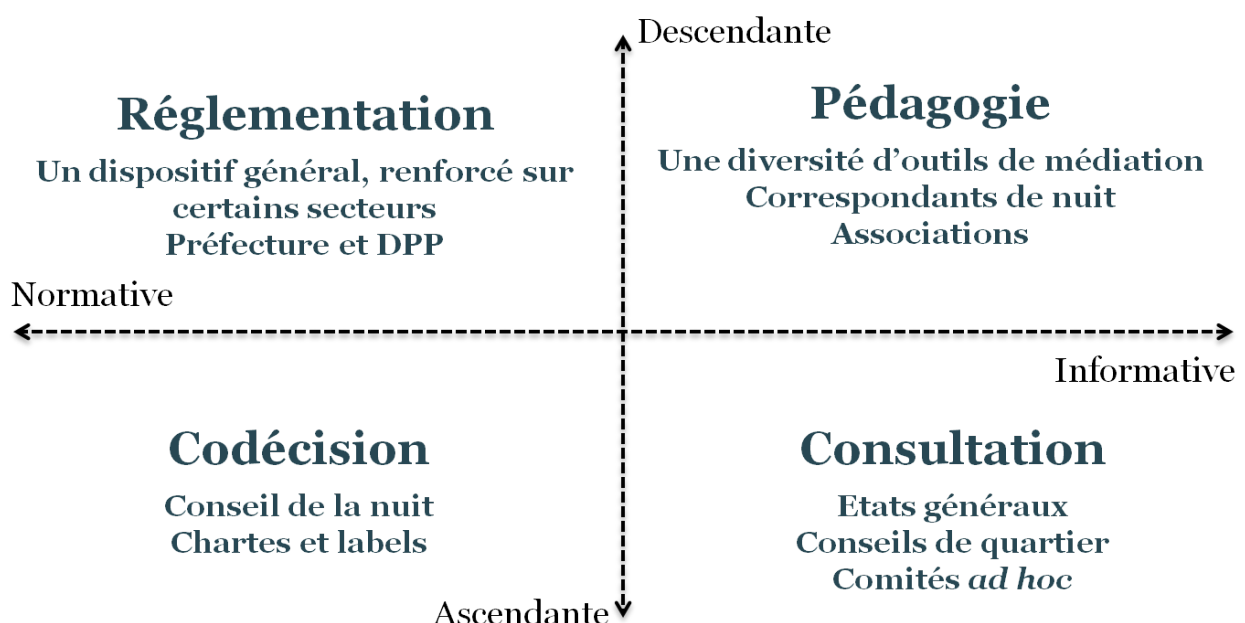 Descendante
Réglementation
Un dispositif général, renforcé sur
certains secteurs
Préfecture et DPP
Pédagogie
Une diversité d’outils de médiation
Correspondants de nuit
Associations
Normative
Informative
Codécision
Conseil de la nuit
Chartes et labels
Consultation
Etats généraux
Conseils de quartier
Comités ad hoc
Ascendante